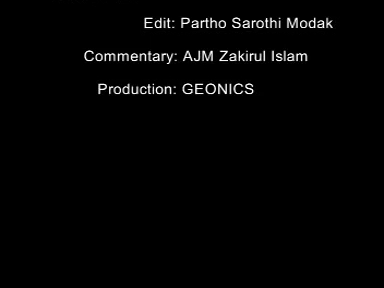 Edit: Partho Sarothi Modak
Commentary: AJM Zakirul Islam
Production: GEONICS